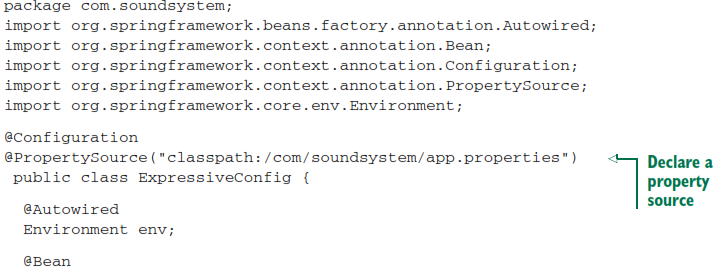 package com.soundsystem;
import org.springframework.beans.factory.annotation.Autowired;
import org.springframework.context.annotation.Bean;
import org.springframework.context.annotation.Configuration;
import org.springframework.context.annotation.PropertySource;
import org.springframework.core.env.Environment;
@Configuration
@PropertySource("classpath:/com/soundsystem/app.properties")
public class ExpressiveConfig {
@Autowired
Environment env;
@Bean
Declare a
property
source